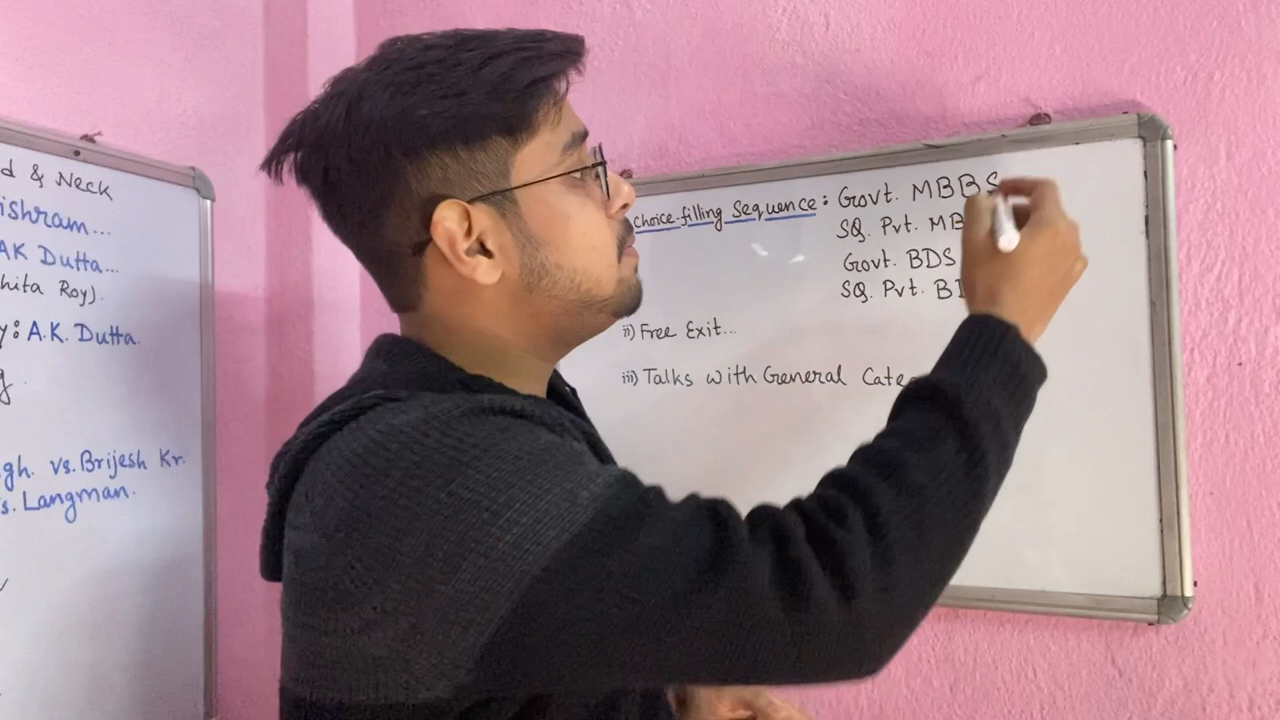 d & Neck
ishram...
AK Dutta...
hita Roy).
y: A.K. Dutta.
g.
gh. vs. Brijesh Kr.
s. Langman.
choice-filling Sequence: Govt. MBBS
SQ. Pvt. MB
Govt. BDS
SQ. Pvt. BD
ii) Free Exit...
iii) Talks with General Cate